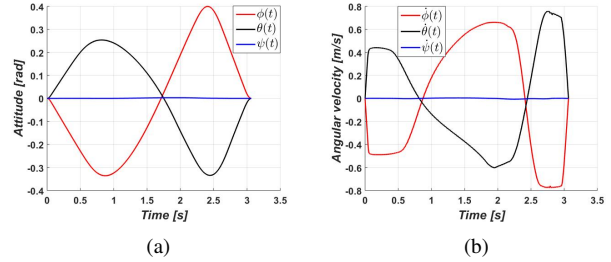 0.4
0.3
0.2
0.1
0
-0.1
-0.2
-0.3
-0.4
Attitude [rad]
ϕ(t)
θ(t)
ψ(t)
0 0.5 1 1.5 2 2.5 3 3.5
Time [s]
(a)
0.8
0.6
0.4
0.2
0
-0.2
-0.4
-0.6
-0.8
Angular velocity [m/s]
ϕ̇(t)
θ̇(t)
ψ̇(t)
0 0.5 1 1.5 2 2.5 3 3.5
Time [s]
(b)